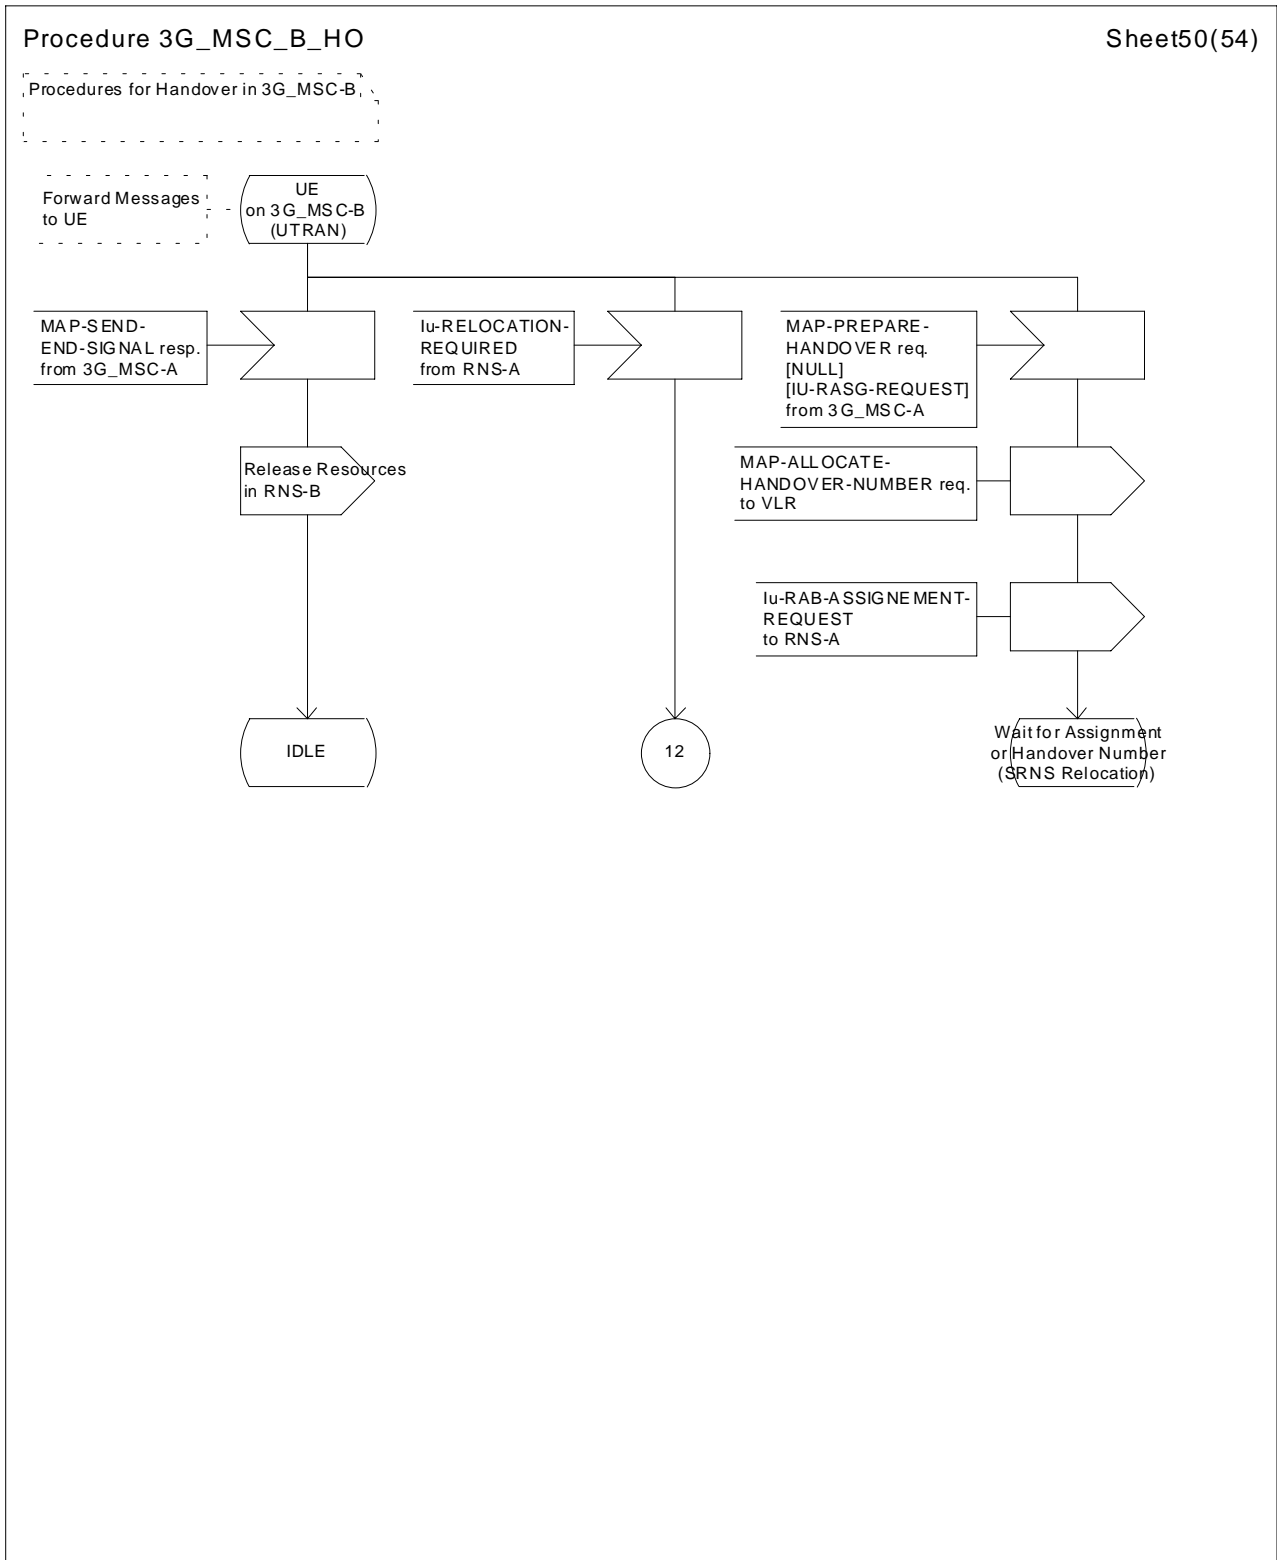 Procedure 3G_MSC_B_HO
Sheet50(54)
Procedures for Handover in 3G_MSC-B
Forward Messages
to UE
UE
on 3G_MSC-B
(UTRAN)
MAP-SEND-
END-SIGNAL resp.
from 3G_MSC-A
Iu-RELOCATION-
REQUIRED
from RNS-A
MAP-PREPARE-
HANDOVER req.
[NULL]
[IU-RASG-REQUEST]
from 3G_MSC-A
Release Resources
in RNS-B
MAP-ALLOCATE-
HANDOVER-NUMBER req.
to VLR
Iu-RAB-ASSIGNEMENT-
REQUEST
to RNS-A
IDLE
12
Wait for Assignment
or Handover Number
(SRNS Relocation)